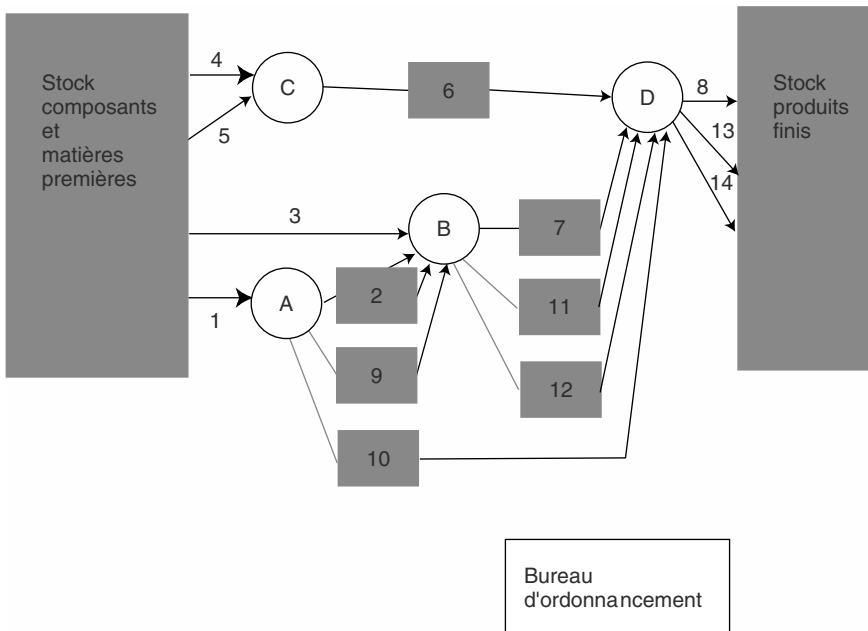 Stock
composants
et
matières
premières
4
5
C
6
D
8
13
14
Stock
produits
finis
3
B
7
1
A
2
11
9
12
10
Bureau
d'ordonnancement